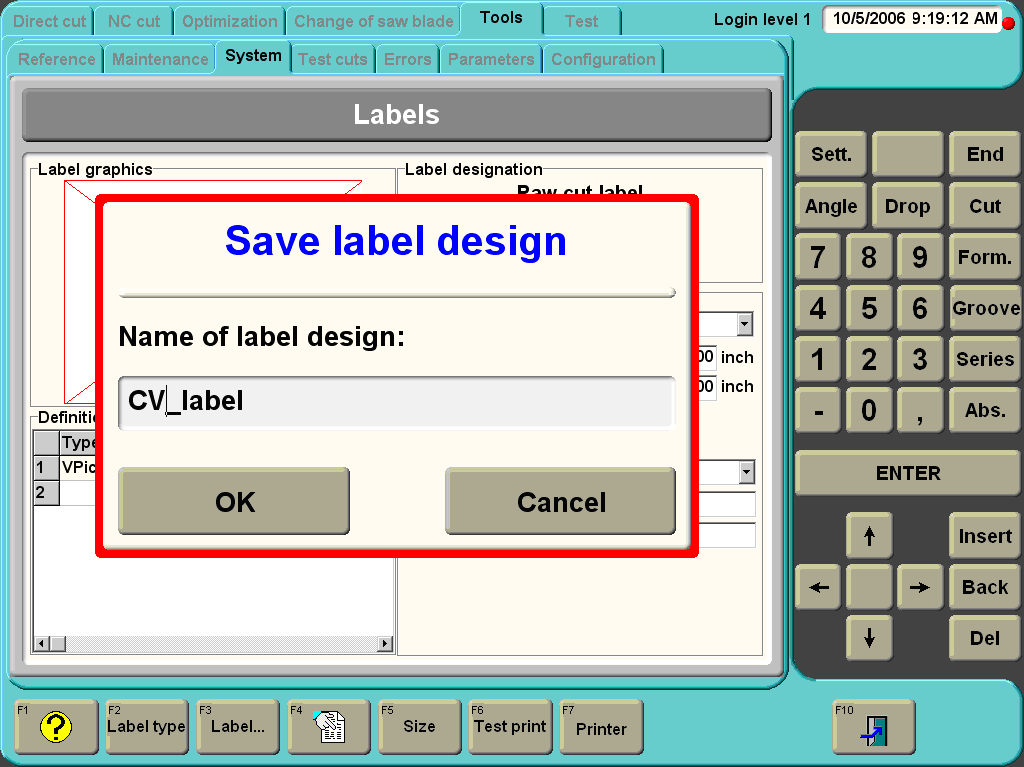 Direct cut NC cut Optimization Change of saw blade Tools Test Login level 1 10/5/2006 9:19:12 AM
Reference Maintenance System Test cuts Errors Parameters Configuration
Labels
Label graphics
Label designation
Raw cut label
Save label design
Name of label design:
CV_label
OK Cancel
00 inch
00 inch
Definitio
Type
1 VPic
2
Sett. End
Angle Drop Cut
7 8 9 Form.
4 5 6 Groove
1 2 3 Series
- 0 , Abs.
ENTER
↑ Insert
← → Back
↓ Del
F1 ?
F2 Label type
F3 Label...
F4
F5 Size
F6 Test print
F7 Printer
F10